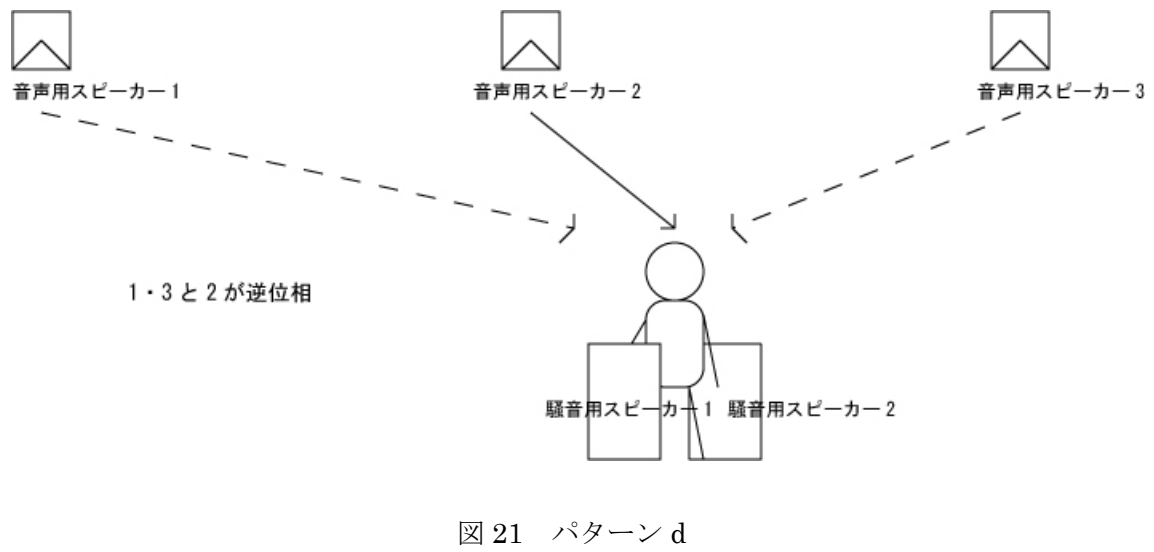 音声用スピーカー1
音声用スピーカー2
音声用スピーカー3
1・3と2が逆位相
騒音用スピーカー1
騒音用スピーカー2
図 21 パターン d